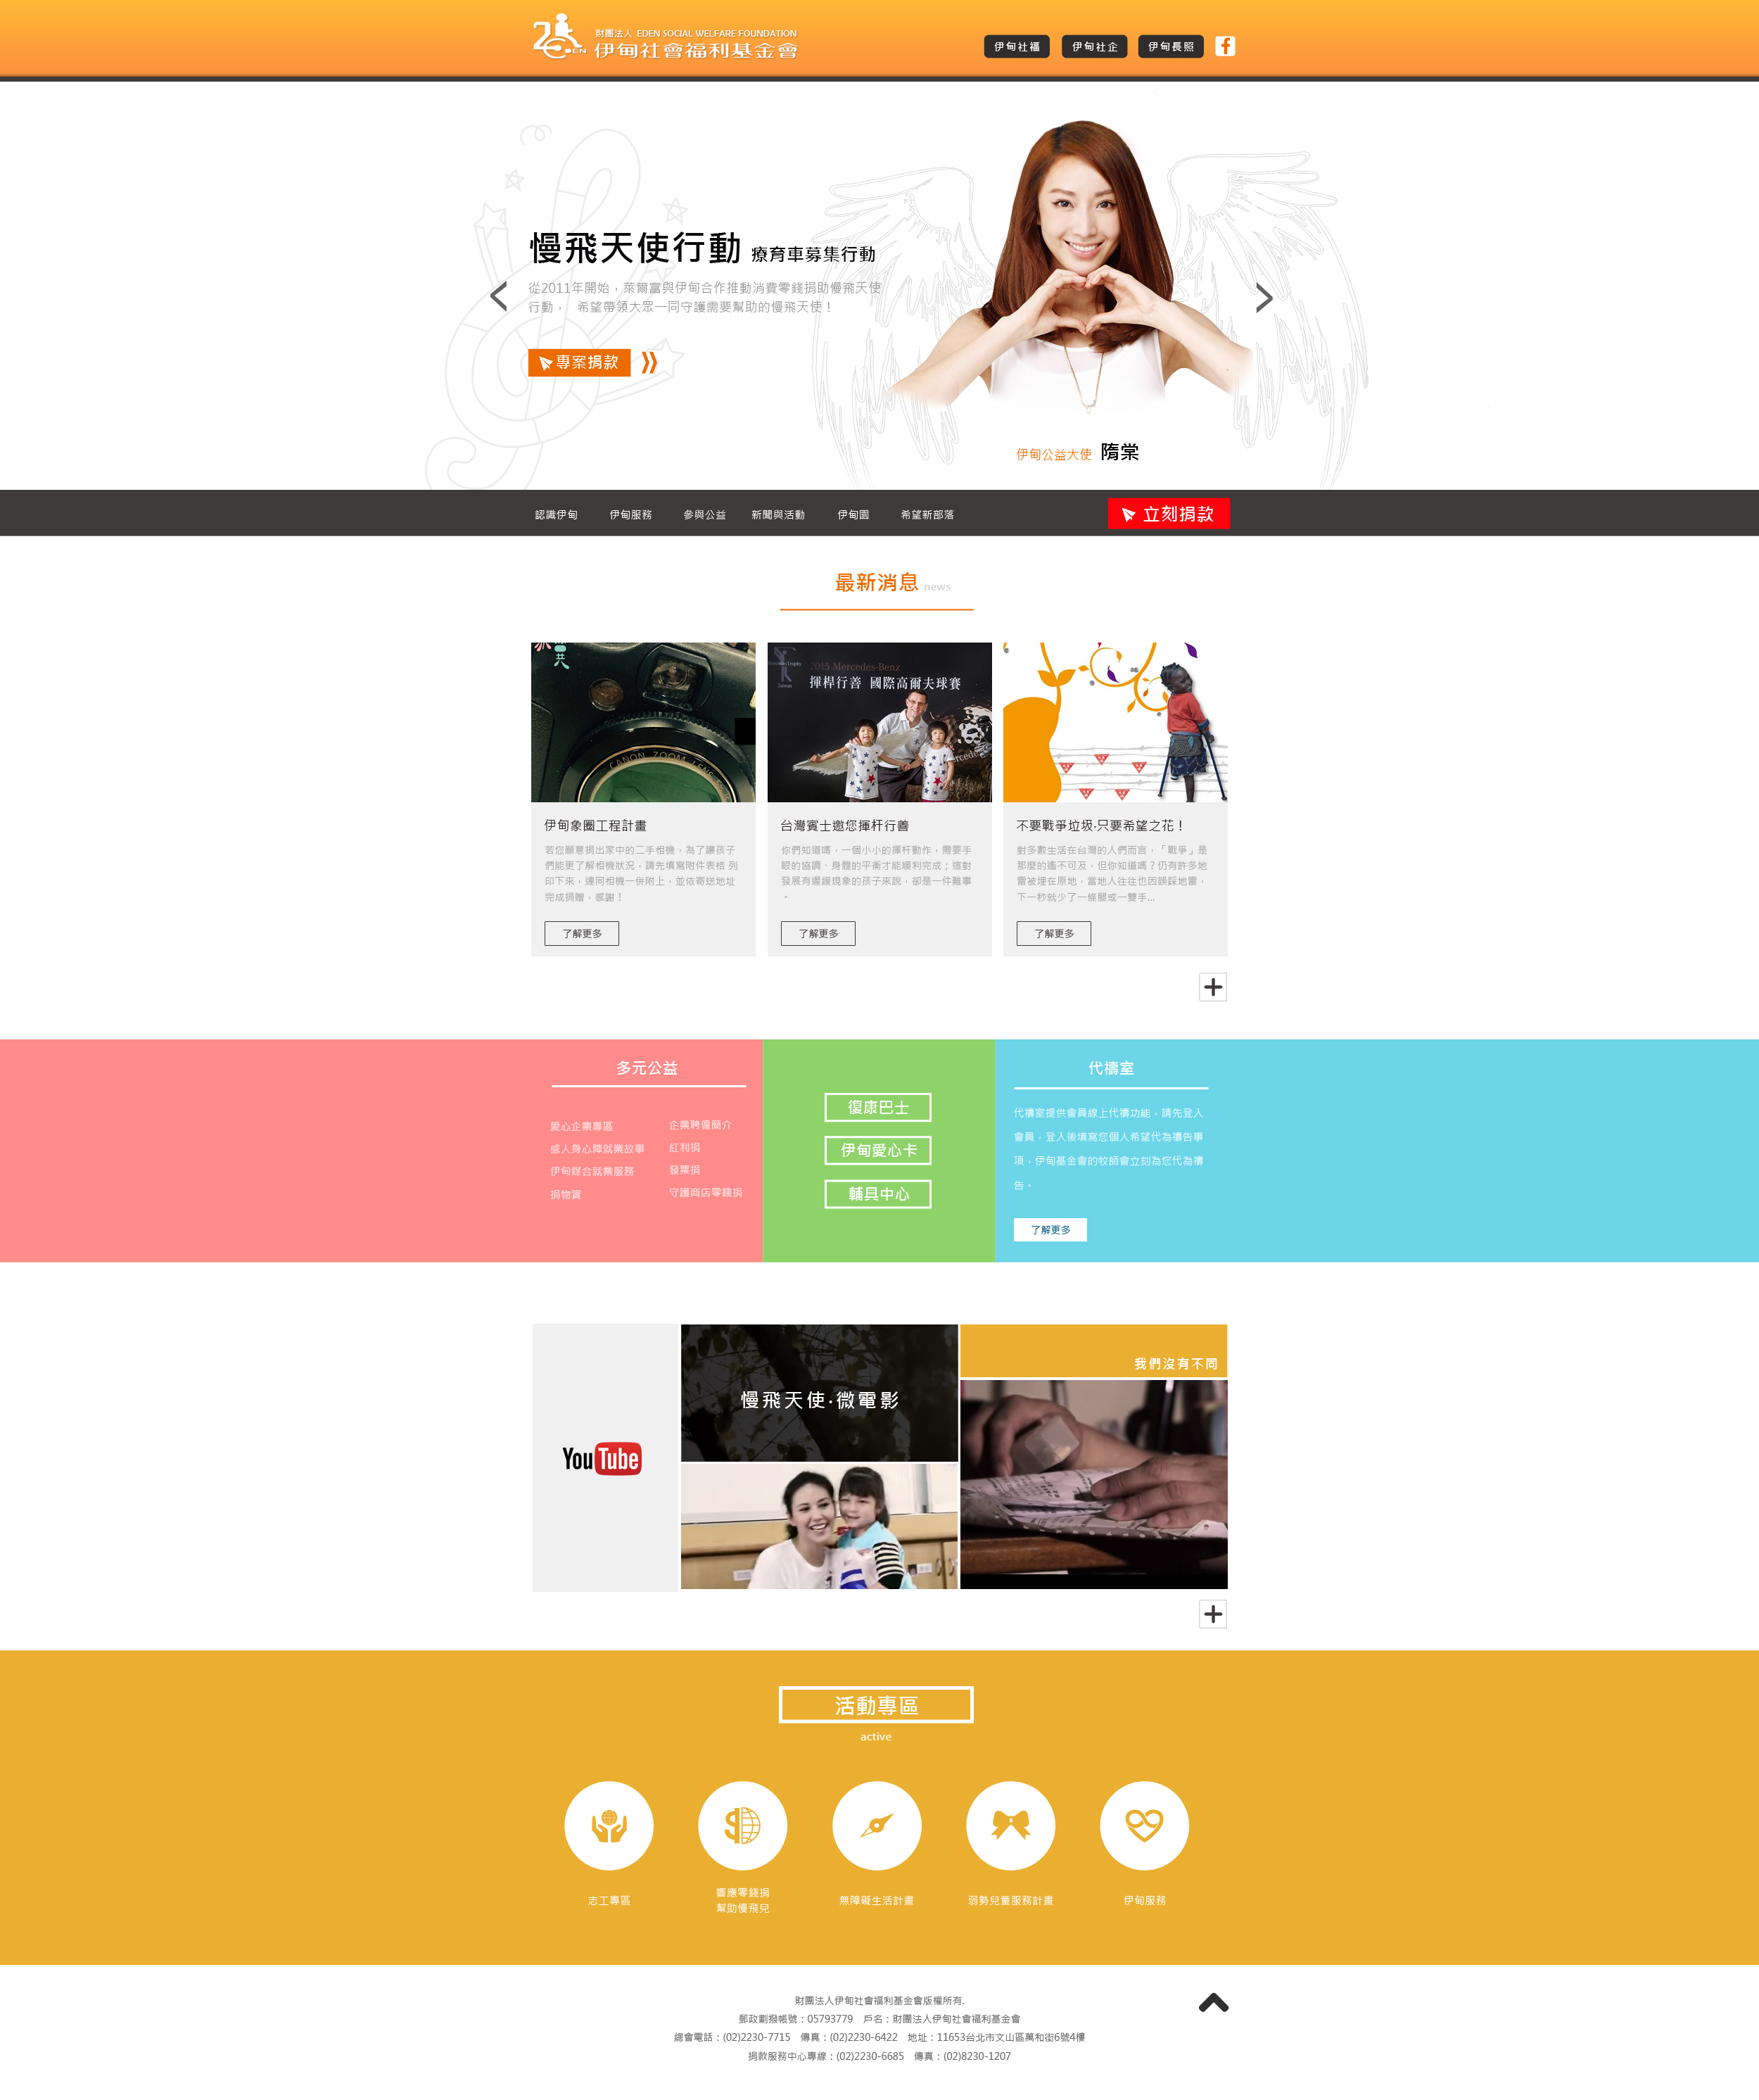 財團法人 EDEN SOCIAL WELFARE FOUNDATION
伊甸社會福利基金會
EDEN
伊甸社福
伊甸社企
伊甸長照
慢飛天使行動 療育車募集行動
從2011年開始，萊爾富與伊甸合作推動消費零錢捐助慢飛天使
行動， 希望帶領大眾一同守護需要幫助的慢飛天使！
專案捐款
伊甸公益大使 隋棠
認識伊甸
伊甸服務
參與公益
新聞與活動
伊甸園
希望新部落
立刻捐款
最新消息 news
CANON ZOOM LENS
2015 Mercedes-Benz
揮桿行善 國際高爾夫球賽
伊甸象圈工程計畫
若您願意捐出家中的二手相機，為了讓孩子
們能更了解相機狀況，請先填寫附件表格 列
印下來，連同相機一併附上，並依寄送地址
完成捐贈，感謝！
了解更多
台灣賓士邀您揮杆行善
你們知道嗎，一個小小的揮杆動作，需要手
眼的協調、身體的平衡才能順利完成；這對
發展有遲緩現象的孩子來說，卻是一件難事
。
了解更多
不要戰爭垃圾‧只要希望之花！
對多數生活在台灣的人們而言，「戰爭」是
那麼的遙不可及，但你知道嗎？仍有許多地
雷被埋在原地，當地人往往也因誤踩地雷，
下一秒就少了一條腿或一雙手...
了解更多
多元公益
愛心企業專區
感人身心障就業故事
伊甸媒合就業服務
捐物資
企業聘僱簡介
紅利捐
發票捐
守護商店零錢捐
復康巴士
伊甸愛心卡
輔具中心
代禱室
代禱室提供會員線上代禱功能，請先登入
會員，登入後填寫您個人希望代為禱告事
項，伊甸基金會的牧師會立刻為您代為禱
告。
了解更多
YouTube
慢飛天使‧微電影
我們沒有不同
活動專區
active
志工專區
響應零錢捐
幫助慢飛兒
無障礙生活計畫
弱勢兒童服務計畫
伊甸服務
財團法人伊甸社會福利基金會版權所有.
郵政劃撥帳號：05793779 戶名：財團法人伊甸社會福利基金會
總會電話：(02)2230-7715 傳真：(02)2230-6422 地址：11653台北市文山區萬和街6號4樓
捐款服務中心專線：(02)2230-6685 傳真：(02)8230-1207